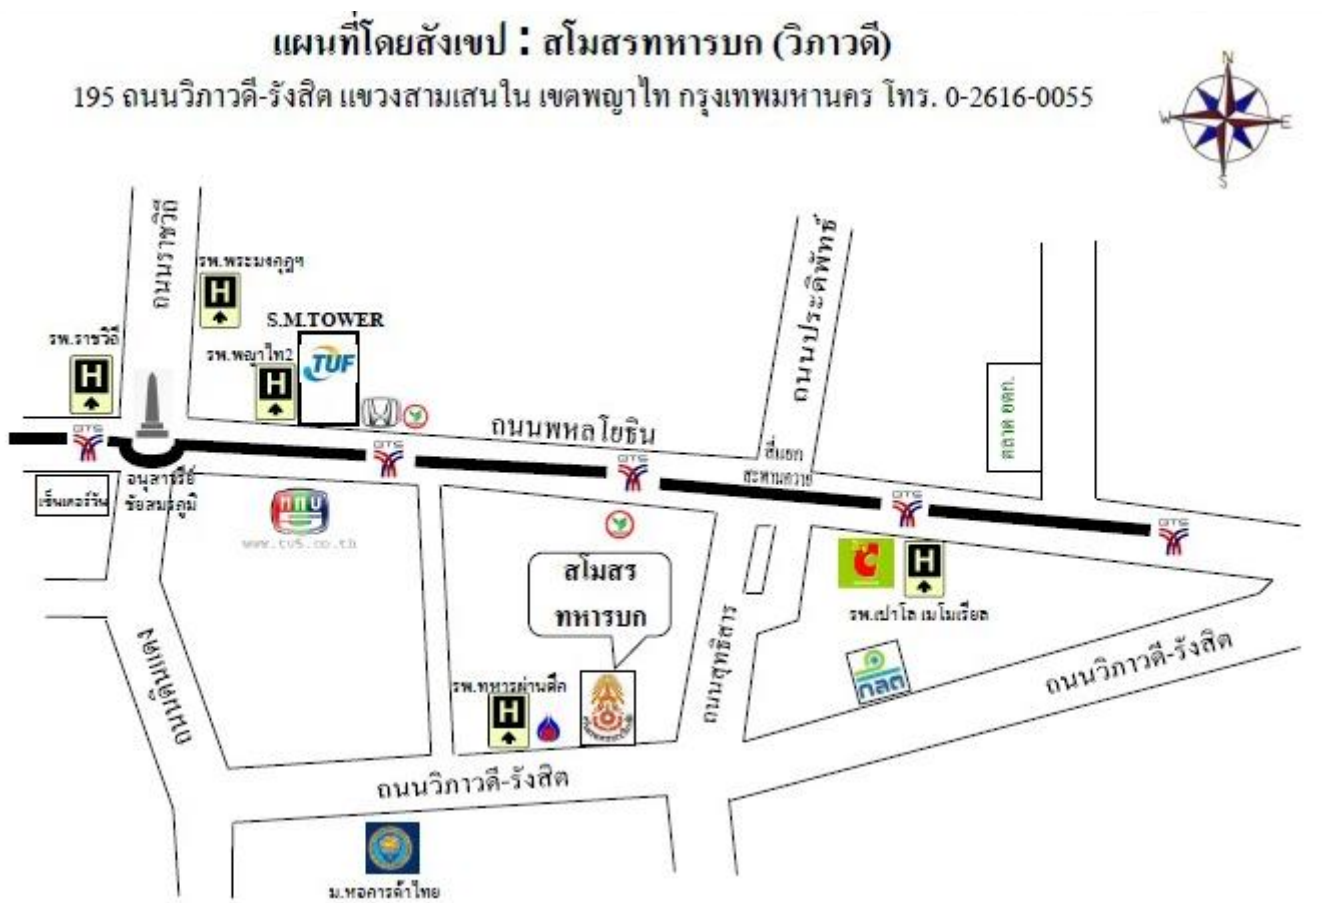 แผนที่โดยสังเขป : สโมสรทหารบก (วิภาวดี)
195 ถนนวิภาวดี-รังสิต แขวงสามเสนใน เขตพญาไท กรุงเทพมหานคร โทร. 0-2616-0055
N
W
E
S
ถนนราชวิถี
รพ.พระมงกุฎฯ
ถนนประดิพัทธ์
S.M.TOWER
รพ.ราชวิถี
รพ.พญาไท2
TUF
H
H
H
ตลาด อตก.
ถนนพหลโยธิน
BTS
BTS
BTS
BTS
BTS
สี่แยก
สะพานควาย
อนุสาวรีย์
ชัยสมรภูมิ
เซ็นเตอร์วัน
ททบ
www.tv5.co.th
สโมสร
ทหารบก
H
รพ.เปาโล เมโมเรียล
ถนนดินแดง
ถนนสุทธิสาร
ถนนวิภาวดี-รังสิต
กลต
รพ.ทหารผ่านศึก
H
ถนนวิภาวดี-รังสิต
ม.หอการค้าไทย